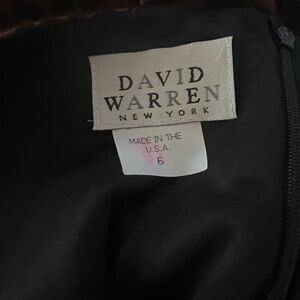 DAVID
WARREN
NEW YORK
MADE IN THE
U.S.A.
6